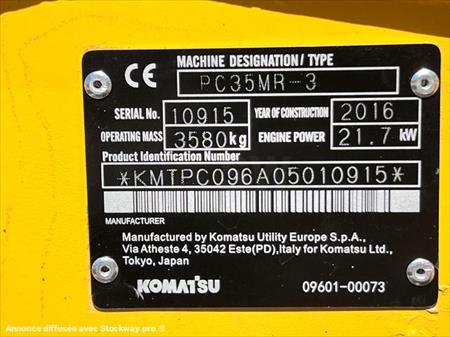 CE
MACHINE DESIGNATION/TYPE
PC35MR-3
SERIAL No. 10915 YEAR OF CONSTRUCTION 2016
OPERATING MASS 3580kg ENGINE POWER 21.7 kW
Product Identification Number
*KMTPC096A05010915*
MANUFACTURER
Manufactured by Komatsu Utility Europe S.p.A.,
Via Atheste 4, 35042 Este(PD),Italy for Komatsu Ltd.,
Tokyo, Japan
KOMATSU 09601-00073
Annonce diffusée avec Stockway.pro ®